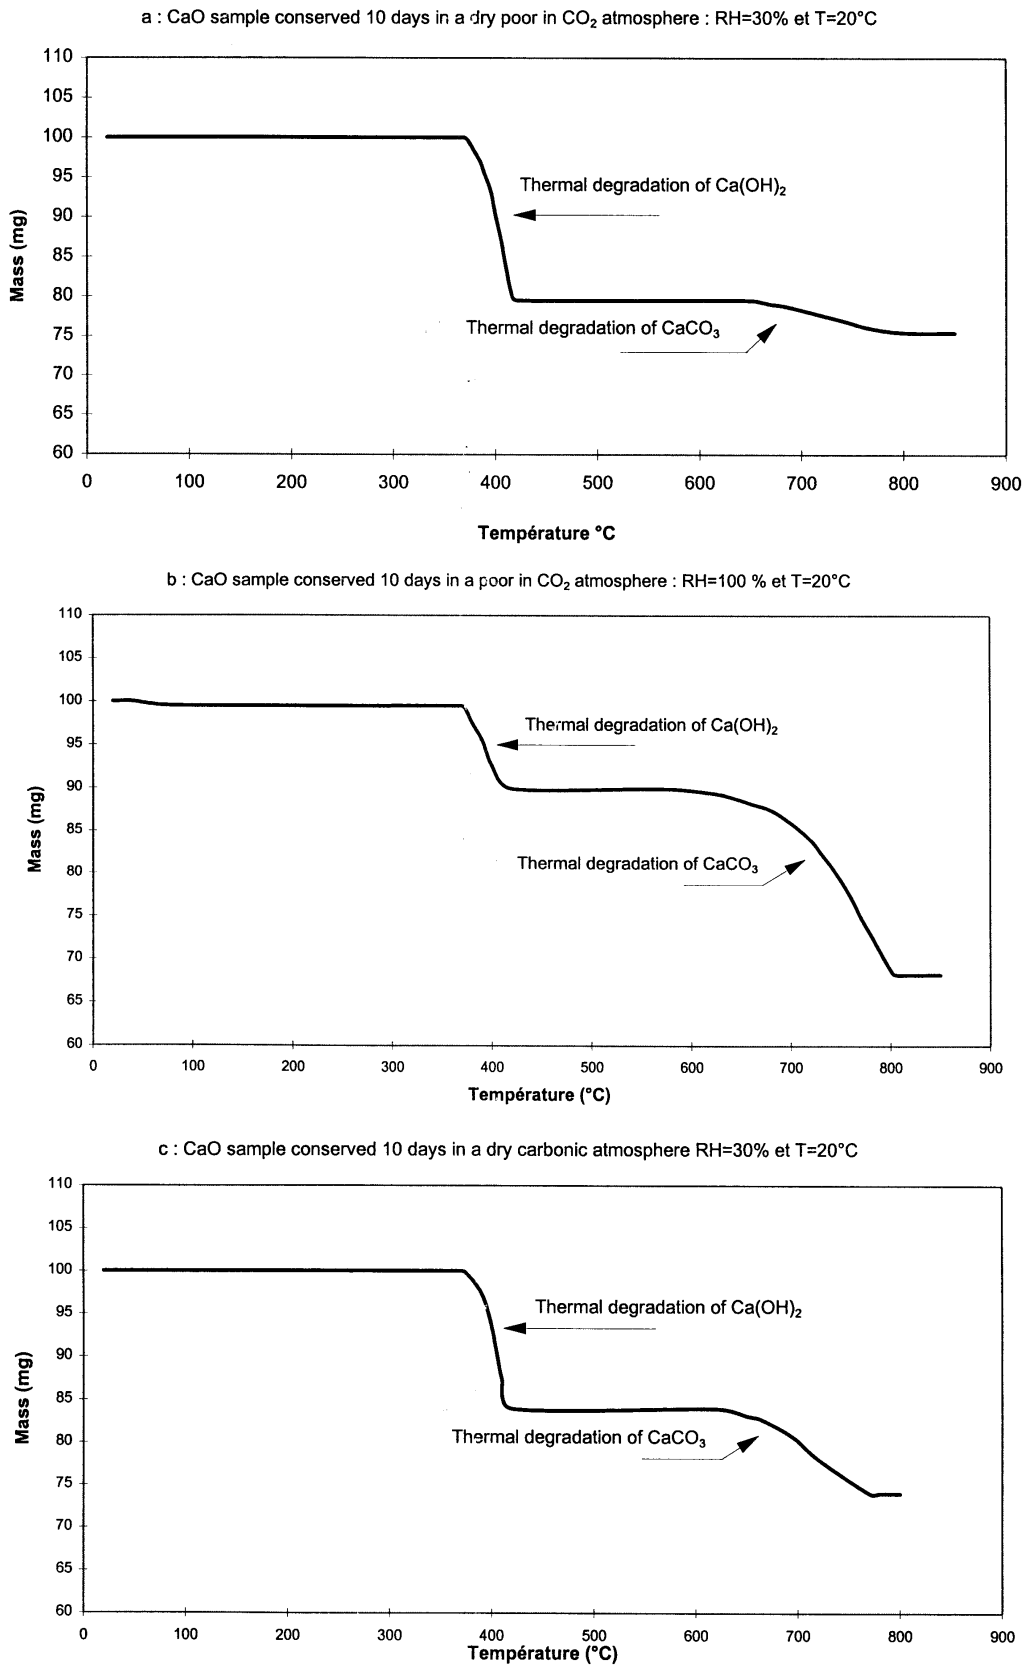 a : CaO sample conserved 10 days in a dry poor in CO₂ atmosphere : RH=30% et T=20°C
110
105
100
95
90
85
80
75
70
65
60
Mass (mg)
Thermal degradation of Ca(OH)₂
Thermal degradation of CaCO₃
0 100 200 300 400 500 600 700 800 900
Température °C
b : CaO sample conserved 10 days in a poor in CO₂ atmosphere : RH=100 % et T=20°C
110
105
100
95
90
85
80
75
70
65
60
Mass (mg)
Thermal degradation of Ca(OH)₂
Thermal degradation of CaCO₃
0 100 200 300 400 500 600 700 800 900
Température (°C)
c : CaO sample conserved 10 days in a dry carbonic atmosphere RH=30% et T=20°C
110
105
100
95
90
85
80
75
70
65
60
Mass (mg)
Thermal degradation of Ca(OH)₂
Thermal degradation of CaCO₃
0 100 200 300 400 500 600 700 800 900
Température (°C)